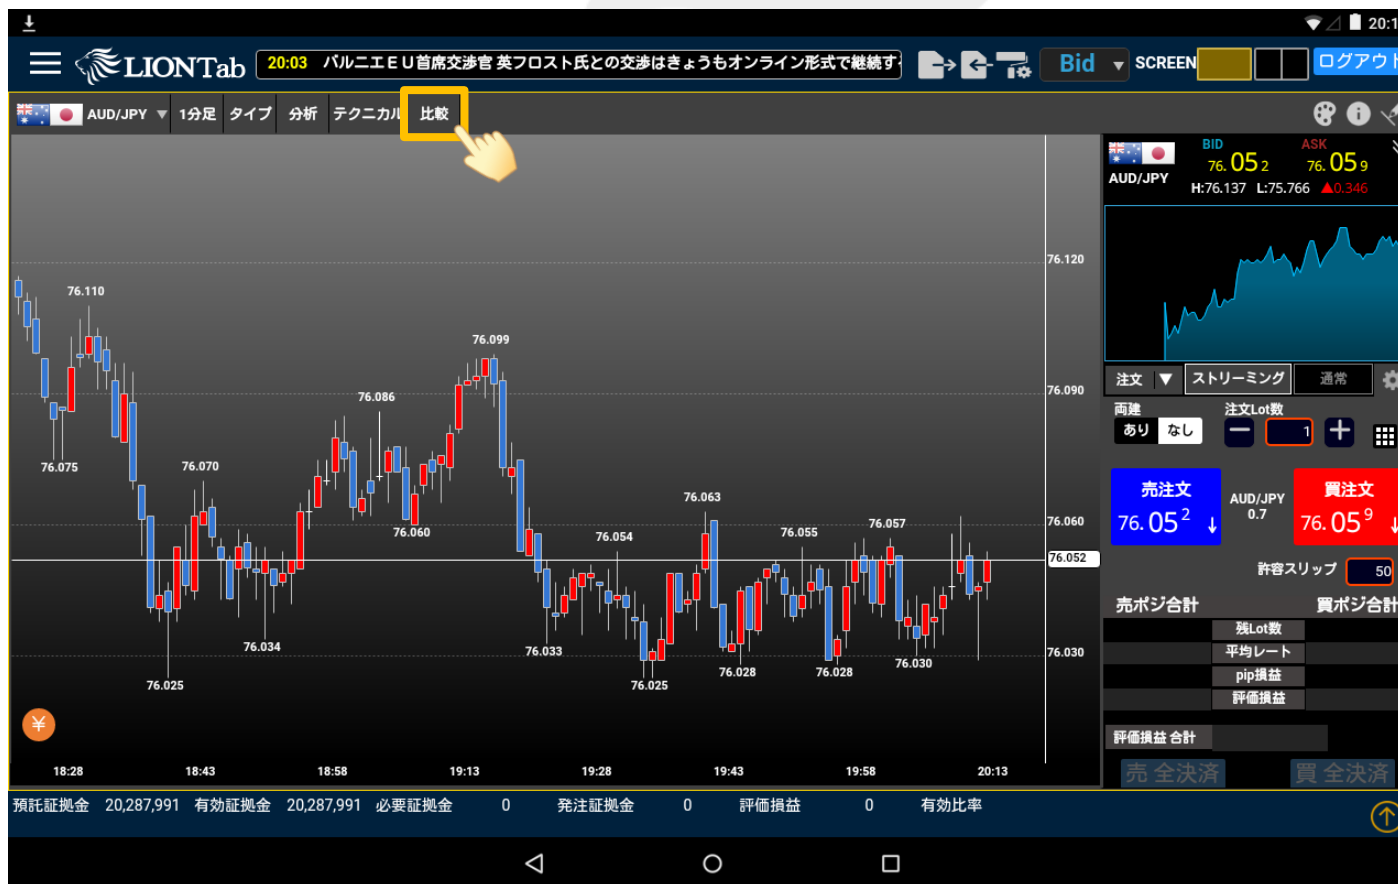 20:1
LIONTab
20:03 バルニエEU首席交渉官 英フロスト氏との交渉はきょうもオンライン形式で継続す
Bid ▼ SCREEN ログアウト
AUD/JPY ▼ 1分足 タイプ 分析 テクニカル 比較
76.120
76.110
76.099
76.090
76.086
76.075
76.070
76.063
76.060
76.060
76.054
76.055
76.057
76.052
76.034
76.033
76.030
76.028
76.028
76.030
76.025
76.025
¥
18:28 18:43 18:58 19:13 19:28 19:43 19:58 20:13
AUD/JPY
BID ASK
76.052 76.059
H:76.137 L:75.766 ▲0.346
注文 ▼ ストリーミング 通常
両建 注文Lot数
あり なし 1
売注文 AUD/JPY 買注文
76.052 ↓ 0.7 76.059 ↓
許容スリップ 50
売ポジ合計 買ポジ合計
残Lot数
平均レート
pip損益
評価損益
評価損益 合計
売 全決済 買 全決済
預託証拠金 20,287,991 有効証拠金 20,287,991 必要証拠金 0 発注証拠金 0 評価損益 0 有効比率